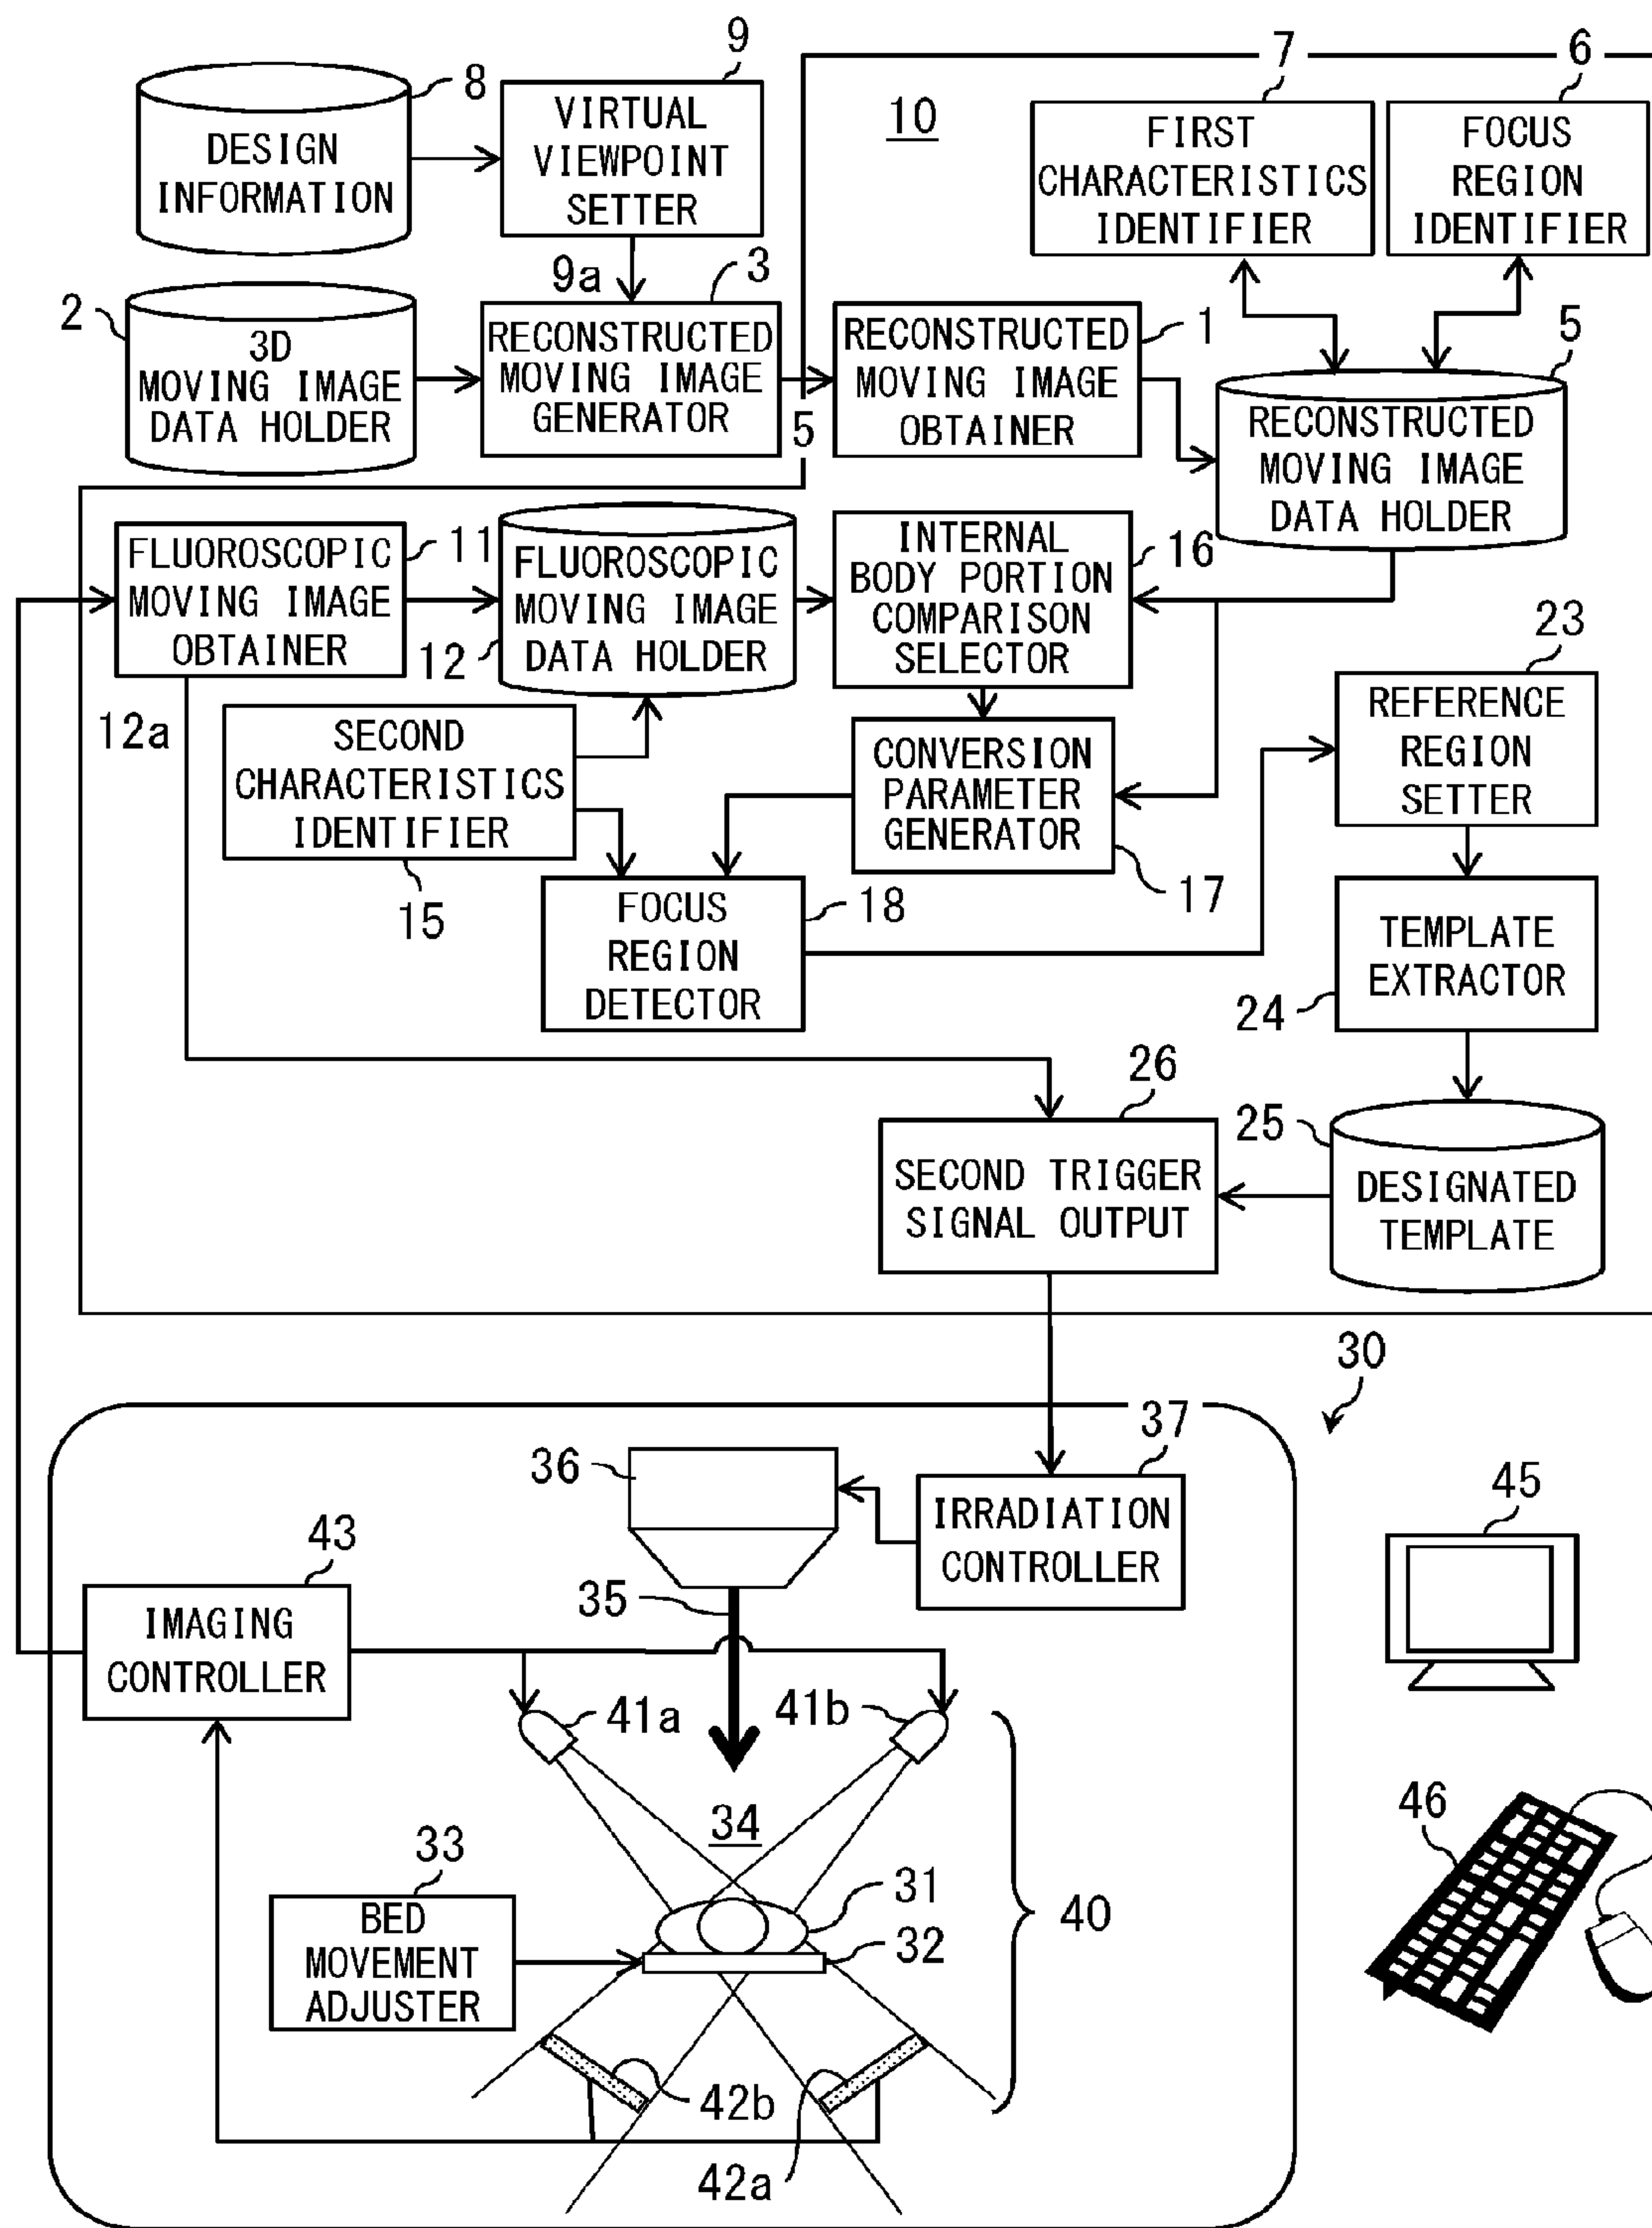 9
7
6
8
10
DESIGN
INFORMATION
VIRTUAL
VIEWPOINT
SETTER
FIRST
CHARACTERISTICS
IDENTIFIER
FOCUS
REGION
IDENTIFIER
9a
3
2
3D
MOVING IMAGE
DATA HOLDER
RECONSTRUCTED
MOVING IMAGE
GENERATOR
5
RECONSTRUCTED
MOVING IMAGE
OBTAINER
1
5
RECONSTRUCTED
MOVING IMAGE
DATA HOLDER
FLUOROSCOPIC
MOVING IMAGE
OBTAINER
11
12
FLUOROSCOPIC
MOVING IMAGE
DATA HOLDER
INTERNAL
BODY PORTION
COMPARISON
SELECTOR
16
23
12a
SECOND
CHARACTERISTICS
IDENTIFIER
15
CONVERSION
PARAMETER
GENERATOR
17
REFERENCE
REGION
SETTER
FOCUS
REGION
DETECTOR
18
TEMPLATE
EXTRACTOR
24
26
25
SECOND TRIGGER
SIGNAL OUTPUT
DESIGNATED
TEMPLATE
30
37
36
IRRADIATION
CONTROLLER
45
43
35
IMAGING
CONTROLLER
41a
41b
34
46
33
31
BED
MOVEMENT
ADJUSTER
32
40
42b
42a